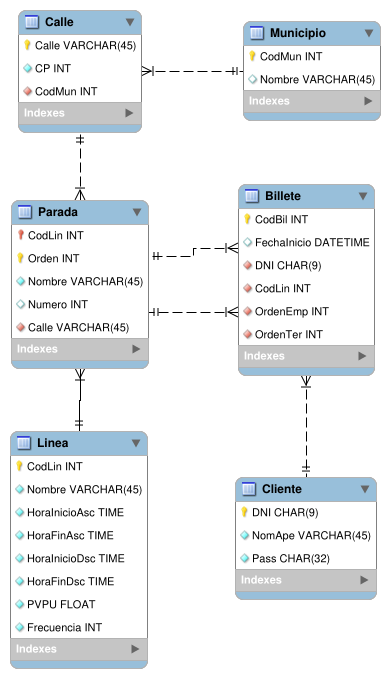 Calle
Calle VARCHAR(45)
CP INT
CodMun INT
Indexes
Municipio
CodMun INT
Nombre VARCHAR(45)
Indexes
Parada
CodLin INT
Orden INT
Nombre VARCHAR(45)
Numero INT
Calle VARCHAR(45)
Indexes
Billete
CodBil INT
FechaInicio DATETIME
DNI CHAR(9)
CodLin INT
OrdenEmp INT
OrdenTer INT
Indexes
Linea
CodLin INT
Nombre VARCHAR(45)
HoraInicioAsc TIME
HoraFinAsc TIME
HoraInicioDsc TIME
HoraFinDsc TIME
PVPU FLOAT
Frecuencia INT
Indexes
Cliente
DNI CHAR(9)
NomApe VARCHAR(45)
Pass CHAR(32)
Indexes